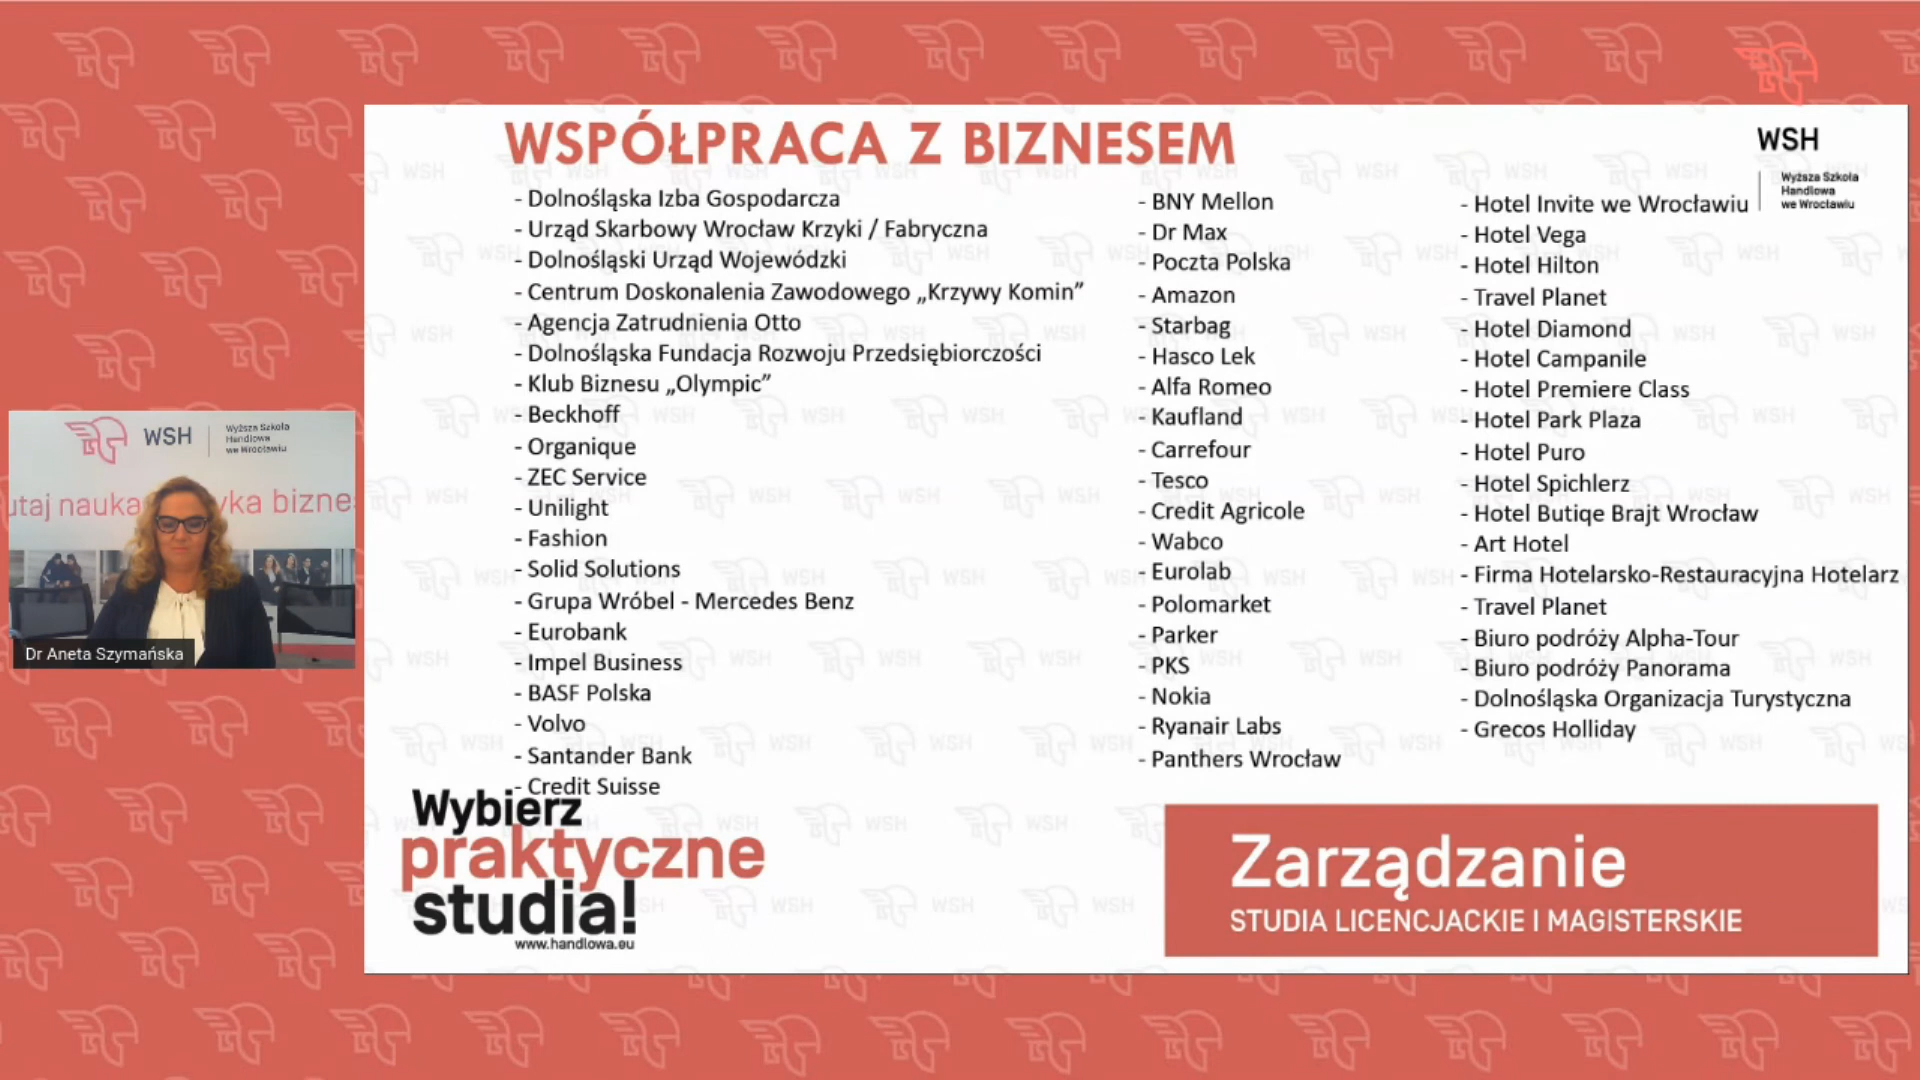 WSPÓŁPRACA Z BIZNESEM
WSH
Wyższa Szkoła
Handlowa
we Wrocławiu
- Dolnośląska Izba Gospodarcza
- Urząd Skarbowy Wrocław Krzyki / Fabryczna
- Dolnośląski Urząd Wojewódzki
- Centrum Doskonalenia Zawodowego „Krzywy Komin”
- Agencja Zatrudnienia Otto
- Dolnośląska Fundacja Rozwoju Przedsiębiorczości
- Klub Biznesu „Olympic”
- Beckhoff
- Organique
- ZEC Service
- Unilight
- Fashion
- Solid Solutions
- Grupa Wróbel - Mercedes Benz
- Eurobank
- Impel Business
- BASF Polska
- Volvo
- Santander Bank
- Credit Suisse
- BNY Mellon
- Dr Max
- Poczta Polska
- Amazon
- Starbag
- Hasco Lek
- Alfa Romeo
- Kaufland
- Carrefour
- Tesco
- Credit Agricole
- Wabco
- Eurolab
- Polomarket
- Parker
- PKS
- Nokia
- Ryanair Labs
- Panthers Wrocław
- Hotel Invite we Wrocławiu
- Hotel Vega
- Hotel Hilton
- Travel Planet
- Hotel Diamond
- Hotel Campanile
- Hotel Premiere Class
- Hotel Park Plaza
- Hotel Puro
- Hotel Spichlerz
- Hotel Butiqe Brajt Wrocław
- Art Hotel
- Firma Hotelarsko-Restauracyjna Hotelarz
- Travel Planet
- Biuro podróży Alpha-Tour
- Biuro podróży Panorama
- Dolnośląska Organizacja Turystyczna
- Grecos Holliday
WSH
Wyższa Szkoła
Handlowa
we Wrocławiu
utaj nauka yka biznes
Dr Aneta Szymańska
Wybierz
praktyczne
studia!
www.handlowa.eu
Zarządzanie
STUDIA LICENCJACKIE I MAGISTERSKIE